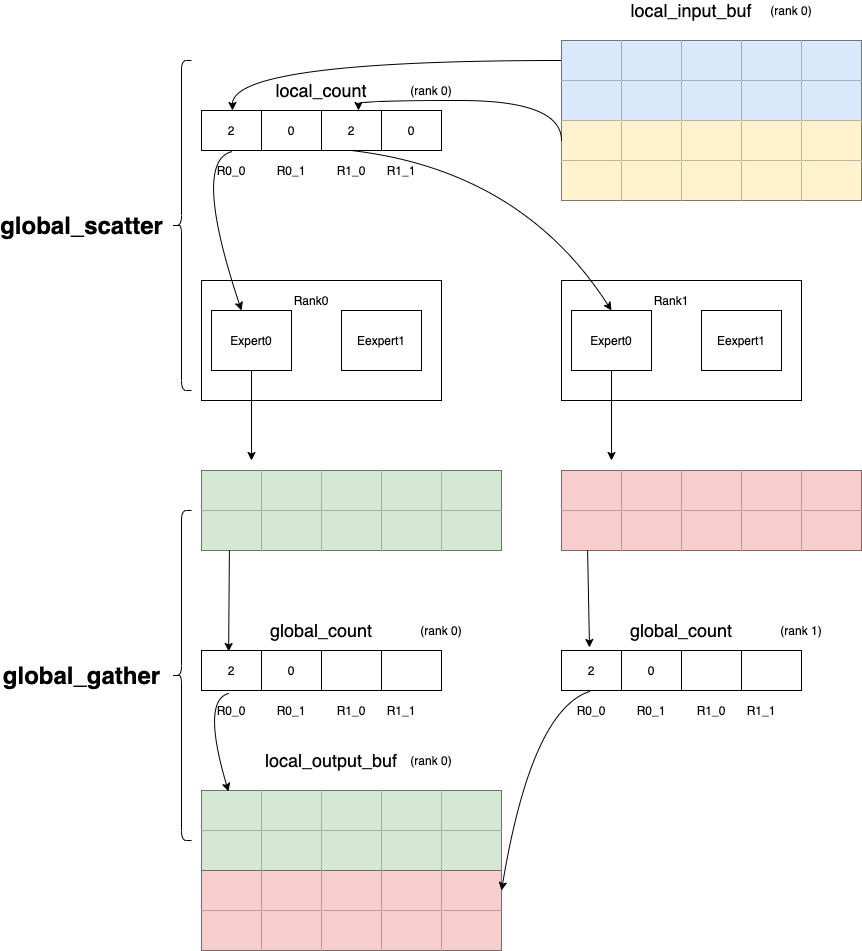 local_input_buf (rank 0)
local_count (rank 0)
2 0 2 0
R0_0 R0_1 R1_0 R1_1
global_scatter
Rank0 Rank1
Expert0 Eexpert1 Expert0 Eexpert1
global_count (rank 0) global_count (rank 1)
global_gather
2 0 2 0
R0_0 R0_1 R1_0 R1_1 R0_0 R0_1 R1_0 R1_1
local_output_buf (rank 0)